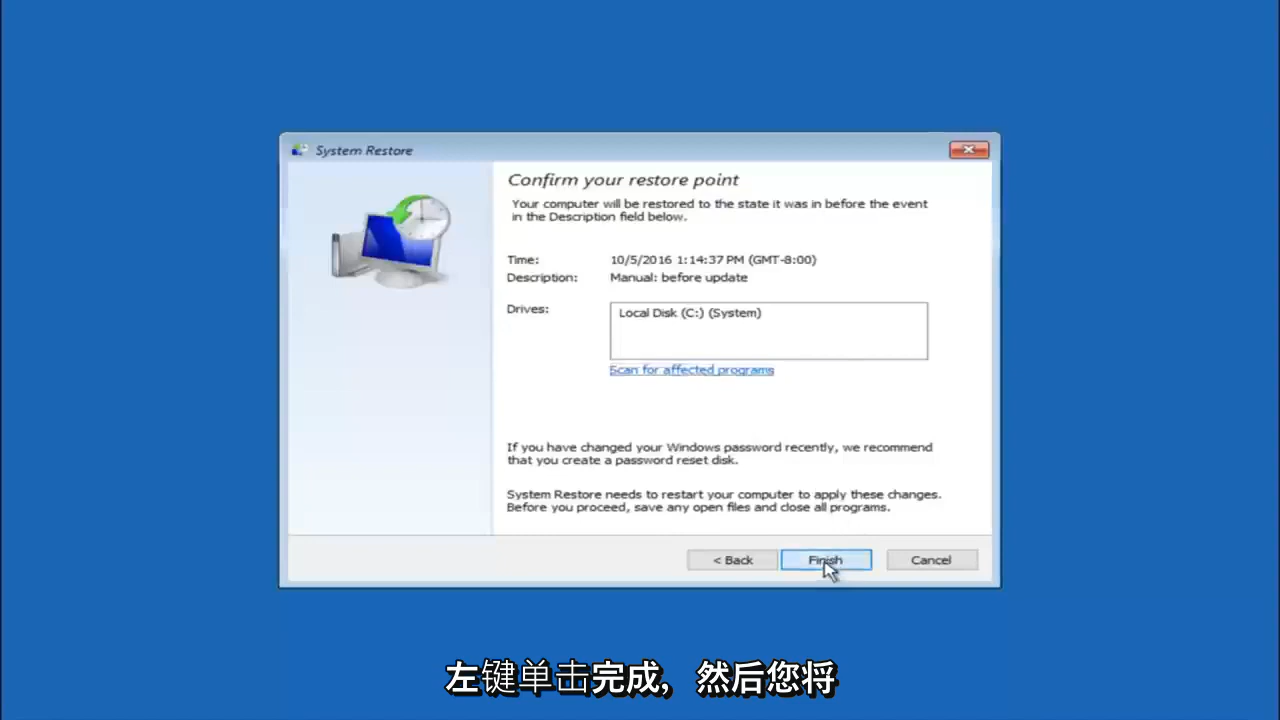 System Restore
Confirm your restore point
Your computer will be restored to the state it was in before the event
in the Description field below.
Time: 10/5/2016 1:14:37 PM (GMT-8:00)
Description: Manual: before update
Drives: Local Disk (C:) (System)
Scan for affected programs
If you have changed your Windows password recently, we recommend
that you create a password reset disk.
System Restore needs to restart your computer to apply these changes.
Before you proceed, save any open files and close all programs.
< Back Finish Cancel
左键单击完成，然后您将